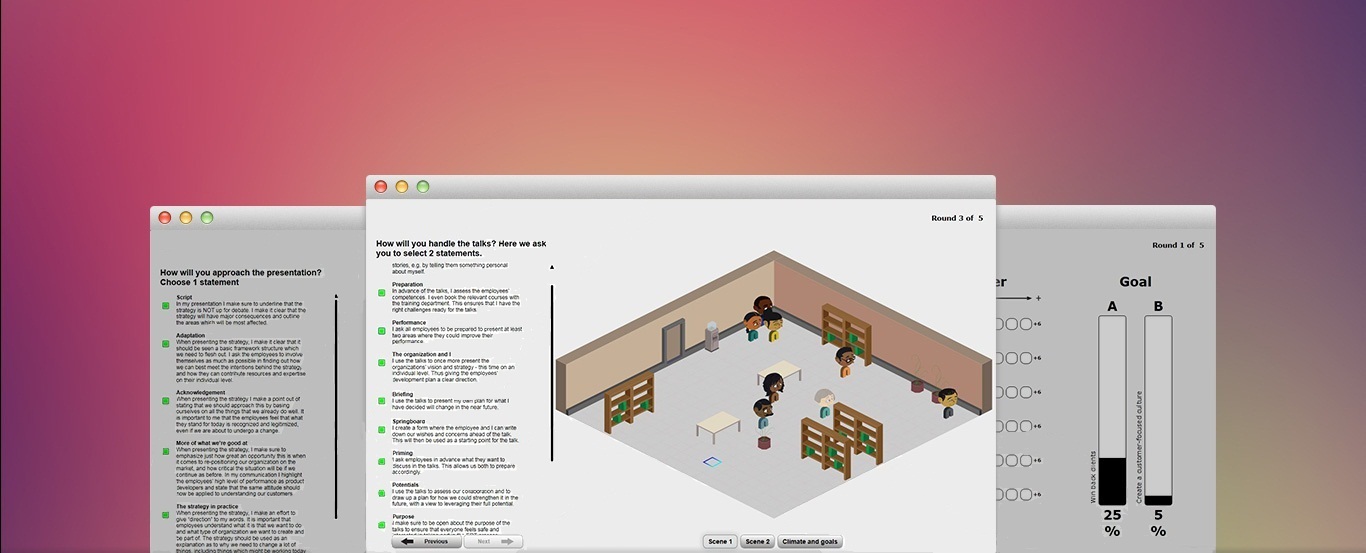 How will you approach the presentation?
Choose 1 statement
Script
In my presentation I make sure to underline that the
strategy is NOT up for debate. I make it clear that the
strategy will have major consequences and outline
the areas which will be most affected.
Adaptation
When presenting the strategy, I make it clear that it
should be seen a basic framework structure which
we need to flesh out. I ask the employees to involve
themselves as much as possible in finding out how
we can best meet the intentions behind the strategy,
and how they can contribute resources and expertise
on their individual level.
Acknowledgement
When presenting the strategy I make a point out of
stating that we should approach this by basing
ourselves on all the things that we already do well. It
is important to me that the employees feel that what
they stand for today is recognized and legitimized,
even if we are about to undergo a change.
More of what we're good at
When presenting the strategy, I make sure to
emphasize just how great an opportunity this is when
it comes to re-positioning our organization on the
market, and how critical the situation will be if we
continue as before. In my communication I highlight
the employees' high level of performance as product
developers and state that the same attitude should
now be applied to understanding our customers.
The strategy in practice
When presenting the strategy, I make an effort to
give "direction" to my words. It is important that
employees understand what it is that we want to do
and what type of organization we want to create and
be part of. The strategy should be used as an
explanation as to why we need to change a lot of
things, including things which might be working today
Round 3 of 5
How will you handle the talks? Here we ask
you to select 2 statements.
stories, e.g. by telling them something personal
about myself.
Preparation
In advance of the talks, I assess the employees'
competences. I even book the relevant courses with
the training department. This ensures that I have the
right challenges ready for the talks.
Performance
I ask all employees to be prepared to present at least
two areas where they could improve their
performance.
The organization and I
I use the talks to once more present the
organizations' vision and strategy - this time on an
individual level. Thus giving the employees'
development plan a clear direction.
Briefing
I use the talks to present my own plan for what I
have decided will change in the near future.
Springboard
I create a form where the employee and I can write
down our wishes and concerns ahead of the talk.
This will then be used as a starting point for the talk.
Priming
I ask employees in advance what they want to
discuss in the talks. This allows us both to prepare
accordingly.
Potentials
I use the talks to assess our collaboration and to
draw up a plan for how we could strengthen it in the
future, with a view to leveraging their full potential.
Purpose
I make sure to be open about the purpose of the
talks to ensure that everyone feels safe and
Previous
Next
Scene 1
Scene 2
Climate and goals
Round 1 of 5
er
+
+6
+6
+6
+6
+6
+6
Goal
A
B
Win back clients
Create a customer-focused culture
25
%
5
%